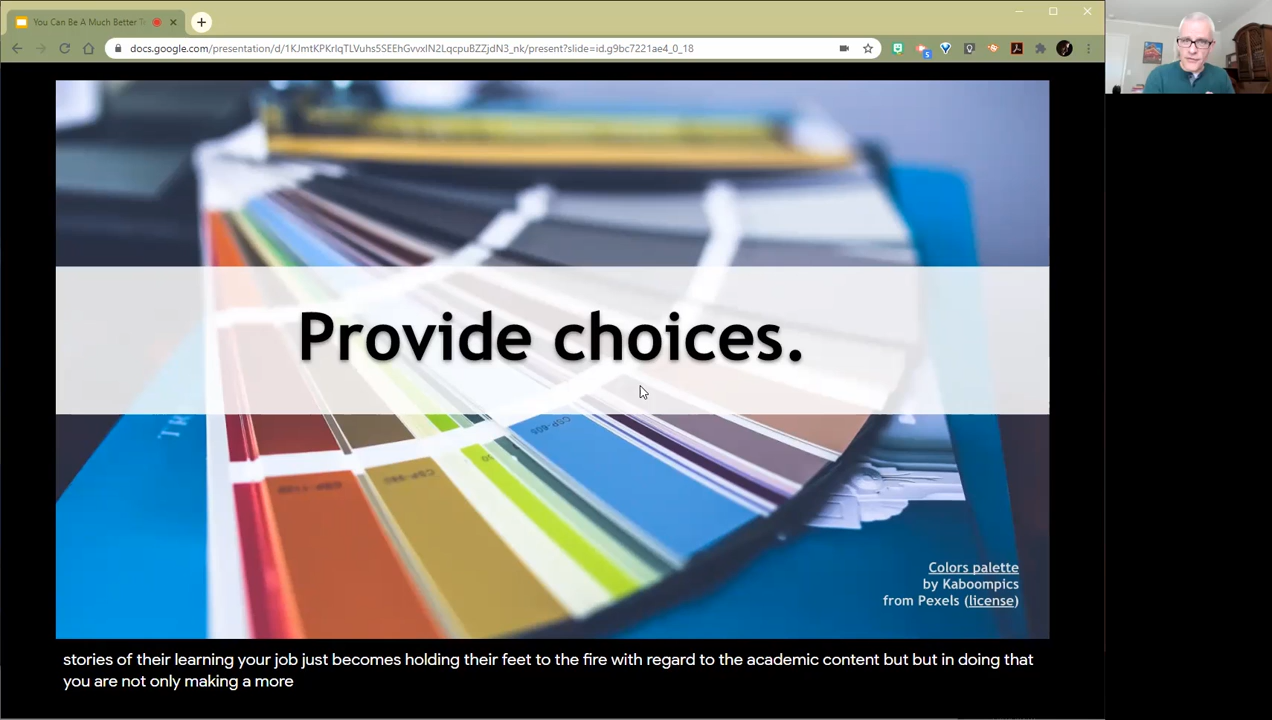 You Can Be A Much Better T
docs.google.com/presentation/d/1KJmtKPKrIqTLVuhs5SEEhGvvxlN2LqcpuBZZjdN3_nk/present?slide=id.g9bc7221ae4_0_18
Provide choices.
Colors palette
by Kaboompics
from Pexels (license)
stories of their learning your job just becomes holding their feet to the fire with regard to the academic content but but in doing that
you are not only making a more